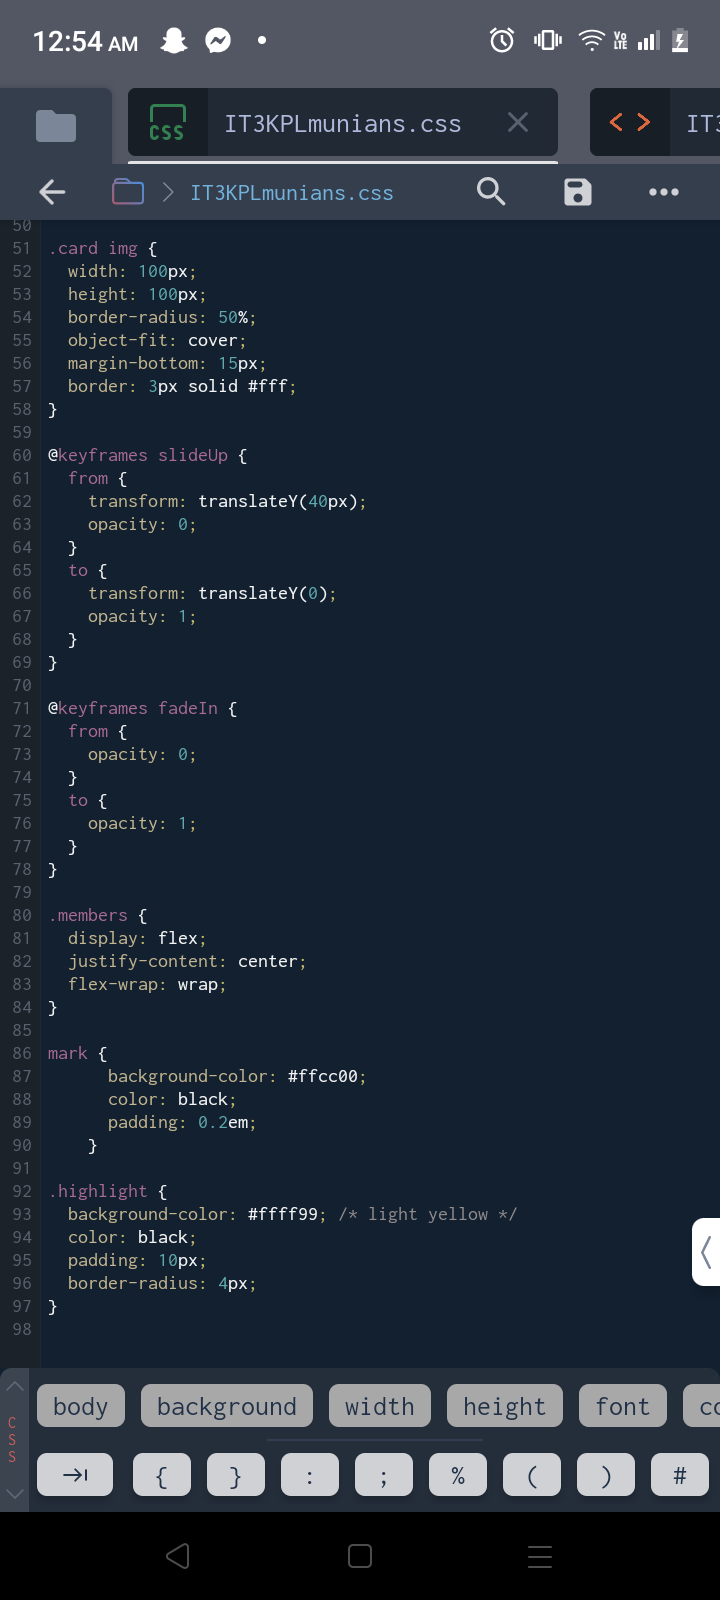 12:54 AM
Vo LTE
CSS IT3KPLmunians.css IT3
IT3KPLmunians.css
50
51 .card img {
52   width: 100px;
53   height: 100px;
54   border-radius: 50%;
55   object-fit: cover;
56   margin-bottom: 15px;
57   border: 3px solid #fff;
58 }
59
60 @keyframes slideUp {
61   from {
62     transform: translateY(40px);
63     opacity: 0;
64   }
65   to {
66     transform: translateY(0);
67     opacity: 1;
68   }
69 }
70
71 @keyframes fadeIn {
72   from {
73     opacity: 0;
74   }
75   to {
76     opacity: 1;
77   }
78 }
79
80 .members {
81   display: flex;
82   justify-content: center;
83   flex-wrap: wrap;
84 }
85
86 mark {
87       background-color: #ffcc00;
88       color: black;
89       padding: 0.2em;
90     }
91
92 .highlight {
93   background-color: #ffff99; /* light yellow */
94   color: black;
95   padding: 10px;
96   border-radius: 4px;
97 }
98
CSS
body background width height font co
{ } : ; % ( ) #